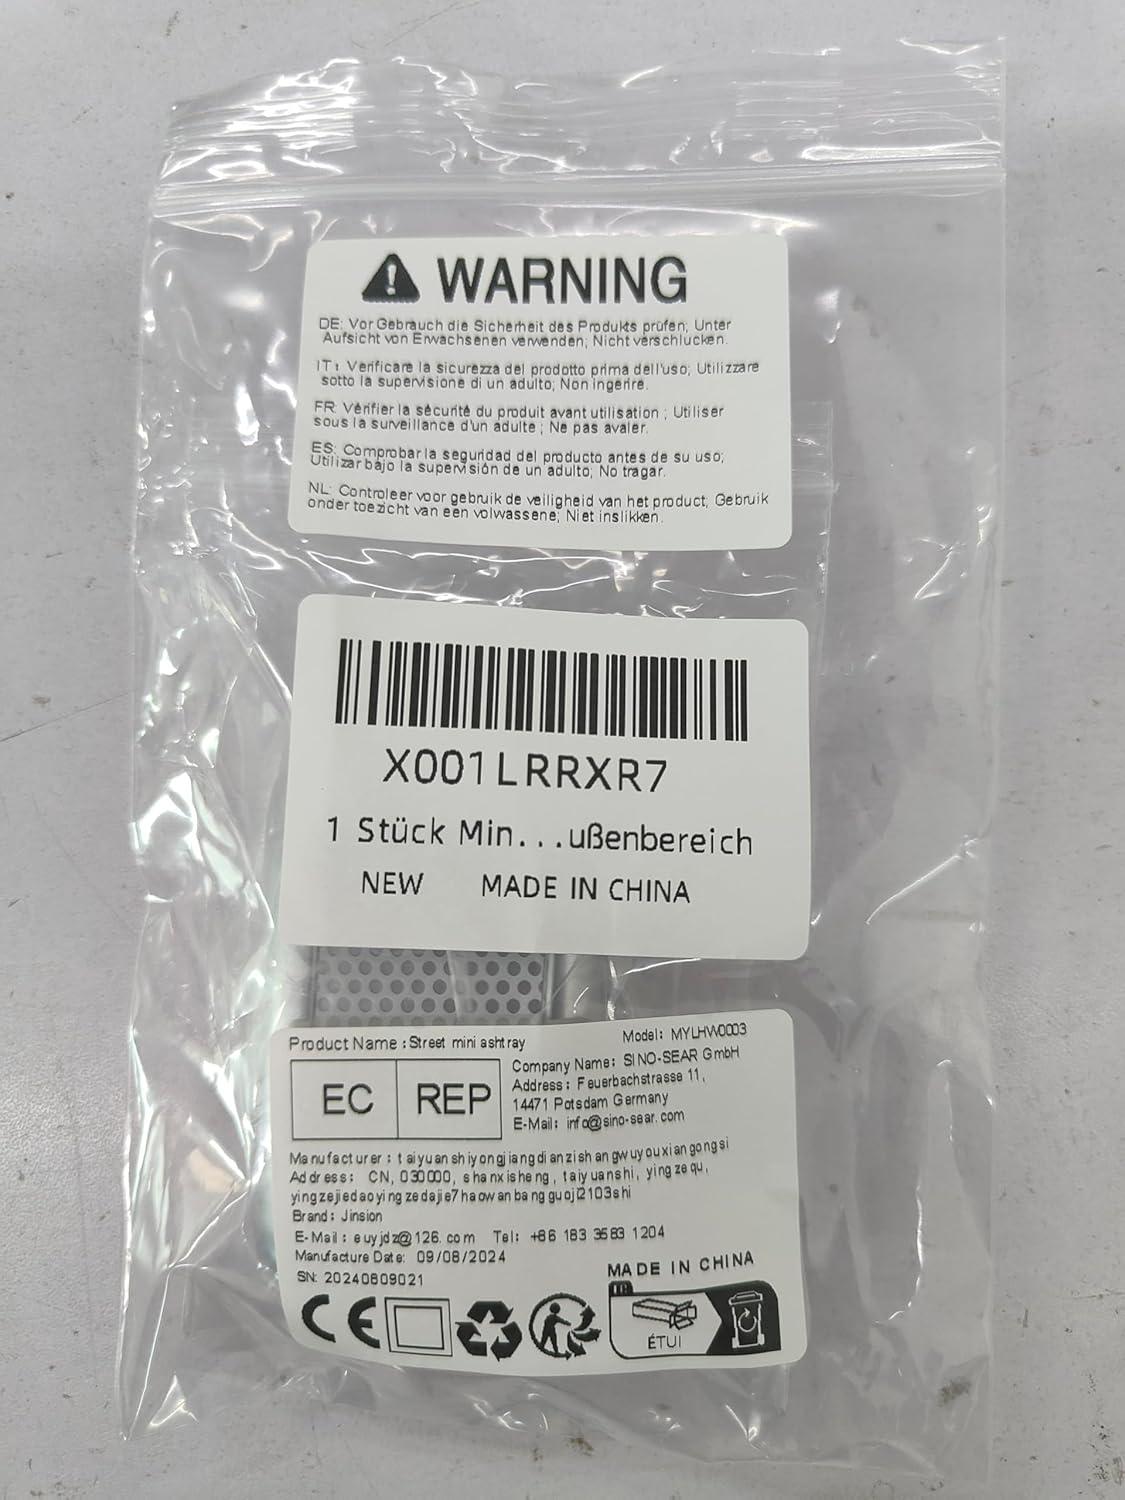 WARNING
DE: Vor Gebrauch die Sicherheit des Produkts prüfen; Unter
Aufsicht von Erwachsenen verwenden; Nicht verschlucken.
IT: Verificare la sicurezza del prodotto prima dell'uso; Utilizzare
sotto la supervisione di un adulto; Non ingerire.
FR: Vérifier la sécurité du produit avant utilisation ; Utiliser
sous la surveillance d'un adulte ; Ne pas avaler.
ES: Comprobar la seguridad del producto antes de su uso;
Utilizar bajo la supervisión de un adulto; No tragar.
NL: Controleer voor gebruik de veiligheid van het product; Gebruik
onder toezicht van een volwassene; Niet inslikken.
X001LRRXR7
1 Stück Min...ußenbereich
NEW MADE IN CHINA
Product Name : Street mini ashtray
Model: MYLHW0003
EC REP
Company Name: SINO-SEAR GmbH
Address: Feuerbachstrasse 11,
14471 Potsdam Germany
E-Mail: info@sino-sear.com
Manufacturer: taiyuanshiyongjiangdianzishangwuyouxiangongsi
Address: CN, 030000, shanxisheng, taiyuanshi, yingzequ,
yingzejiedaoyingzedajie7haowanbangguoji2103shi
Brand: Jinsion
E-Mail: euyjdz@126.com Tel: +86 183 3583 1204
Manufacture Date: 09/08/2024
SN: 20240809021
MADE IN CHINA
CE
ÉTUI